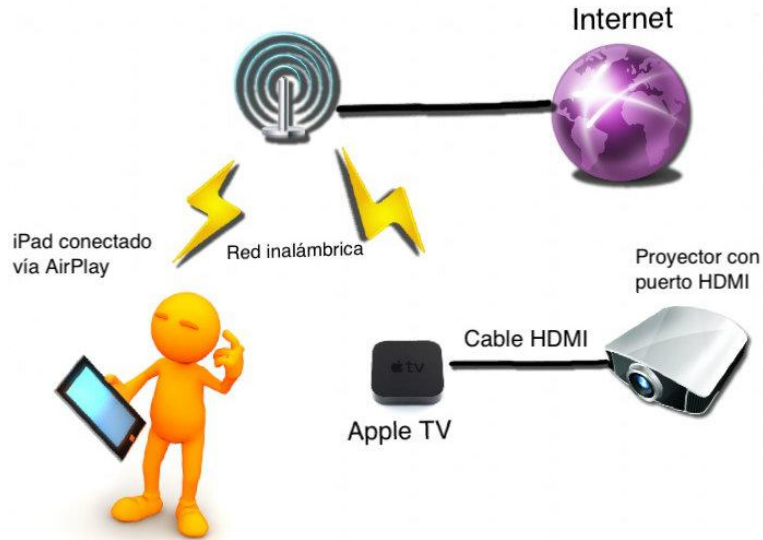 Internet
iPad conectado
vía AirPlay
Red inalámbrica
Proyector con
puerto HDMI
Cable HDMI
tv
Apple TV